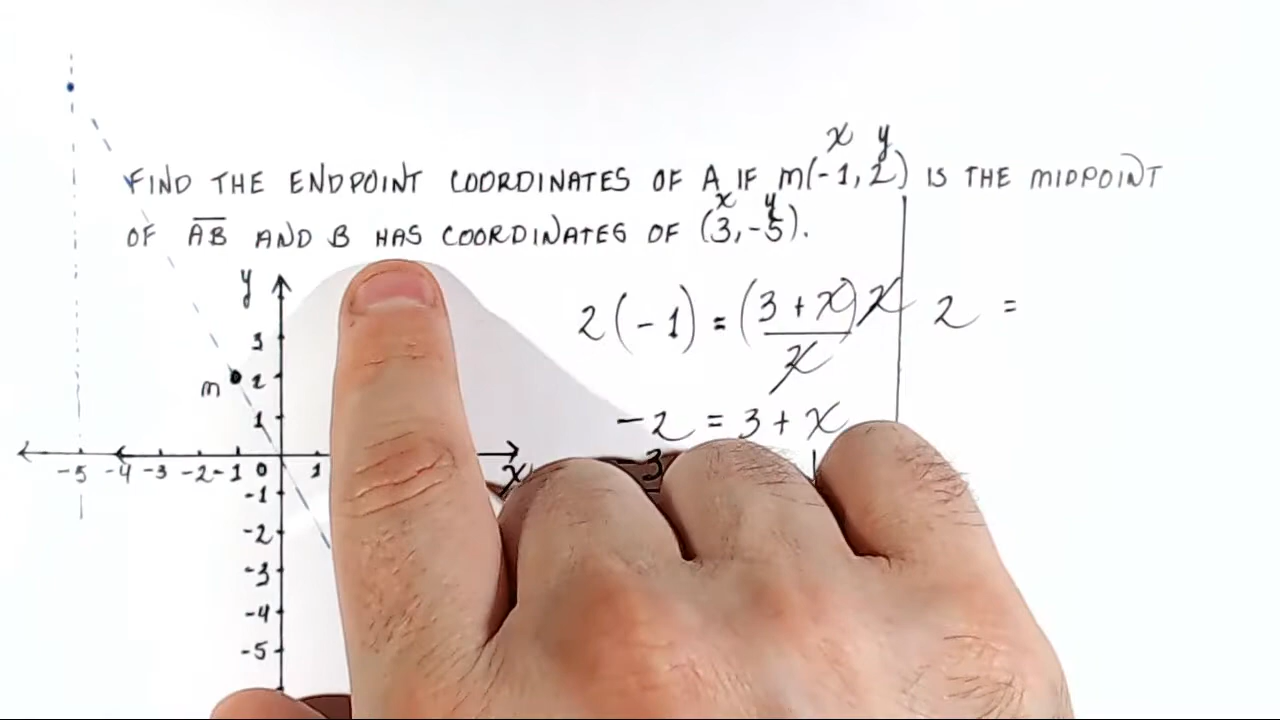 x y
FIND THE ENDPOINT COORDINATES OF A IF m(-1, 2) IS THE MIDPOINT
x y
OF AB AND B HAS COORDINATES OF (3, -5).
y
2(-1) = (3 + x)x 2 =
x
3
m 2
1
-2 = 3 + x
-5 -4 -3 -2 -1 0 1 x
3
-1
-2
-3
-4
-5